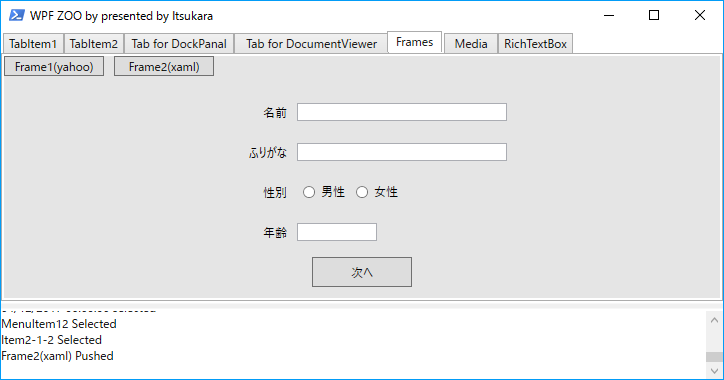 WPF ZOO by presented by Itsukara
TabItem1 TabItem2 Tab for DockPanal Tab for DocumentViewer Frames Media RichTextBox
Frame1(yahoo) Frame2(xaml)
名前
ふりがな
性別 男性 女性
年齢
次へ
MenuItem12 Selected
Item2-1-2 Selected
Frame2(xaml) Pushed